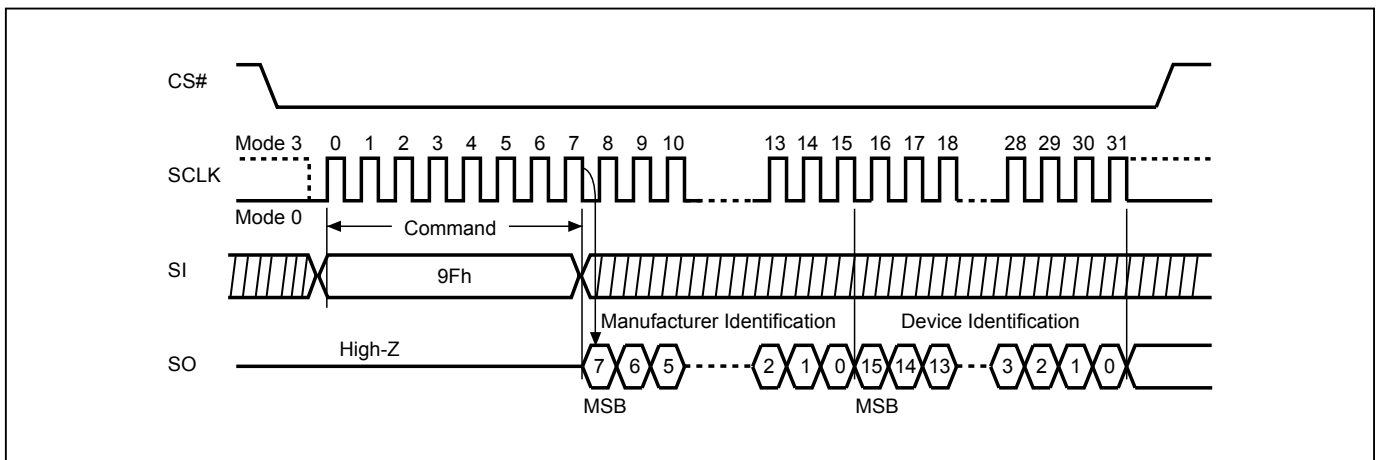 CS#
Mode 3 0 1 2 3 4 5 6 7 8 9 10 13 14 15 16 17 18 28 29 30 31
SCLK
Mode 0
Command
SI 9Fh
Manufacturer Identification Device Identification
High-Z
SO 7 6 5 2 1 0 15 14 13 3 2 1 0
MSB MSB